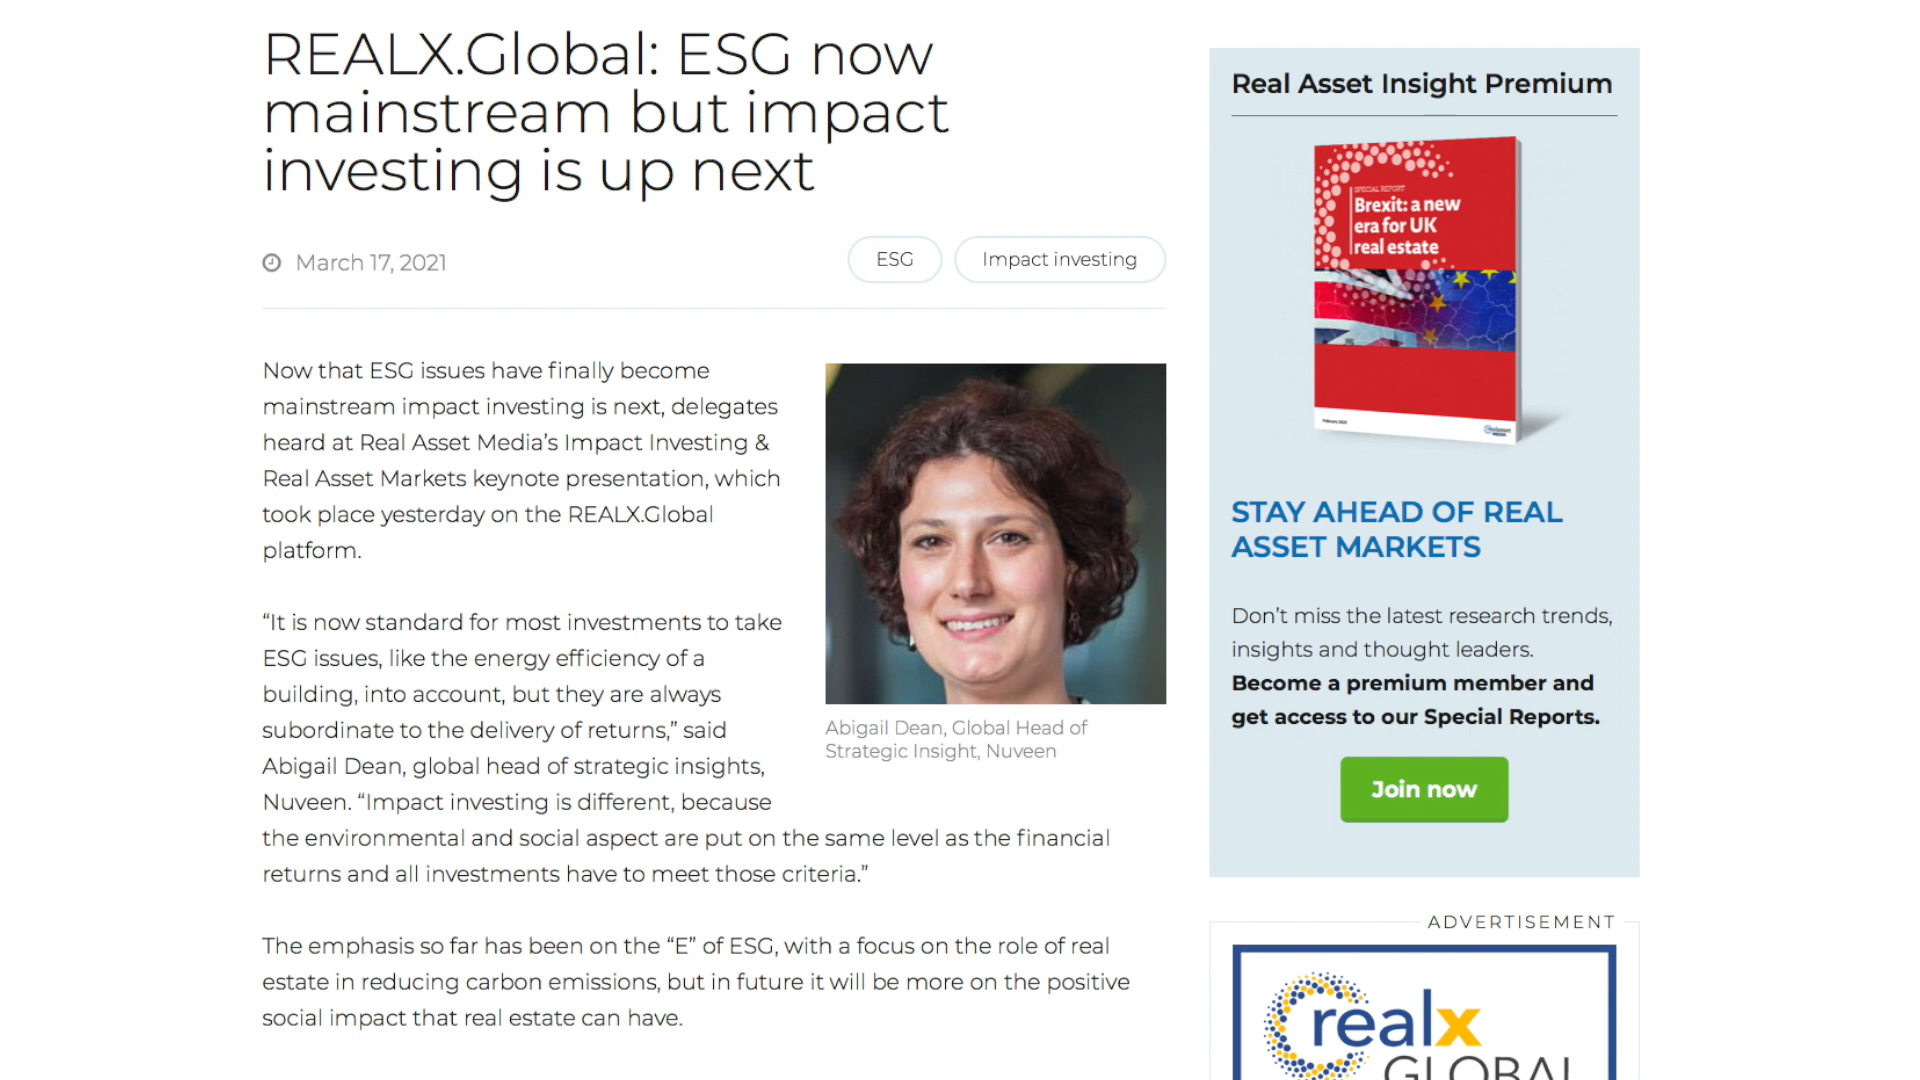 REALX.Global: ESG now
mainstream but impact
investing is up next
March 17, 2021
ESG
Impact investing
Now that ESG issues have finally become
mainstream impact investing is next, delegates
heard at Real Asset Media’s Impact Investing &
Real Asset Markets keynote presentation, which
took place yesterday on the REALX.Global
platform.
“It is now standard for most investments to take
ESG issues, like the energy efficiency of a
building, into account, but they are always
subordinate to the delivery of returns,” said
Abigail Dean, global head of strategic insights,
Nuveen. “Impact investing is different, because
the environmental and social aspect are put on the same level as the financial
returns and all investments have to meet those criteria.”
The emphasis so far has been on the “E” of ESG, with a focus on the role of real
estate in reducing carbon emissions, but in future it will be more on the positive
social impact that real estate can have.
Abigail Dean, Global Head of
Strategic Insight, Nuveen
Real Asset Insight Premium
SPECIAL REPORT
Brexit: a new
era for UK
real estate
STAY AHEAD OF REAL
ASSET MARKETS
Don’t miss the latest research trends,
insights and thought leaders.
Become a premium member and
get access to our Special Reports.
Join now
ADVERTISEMENT
realx
GLOBAL